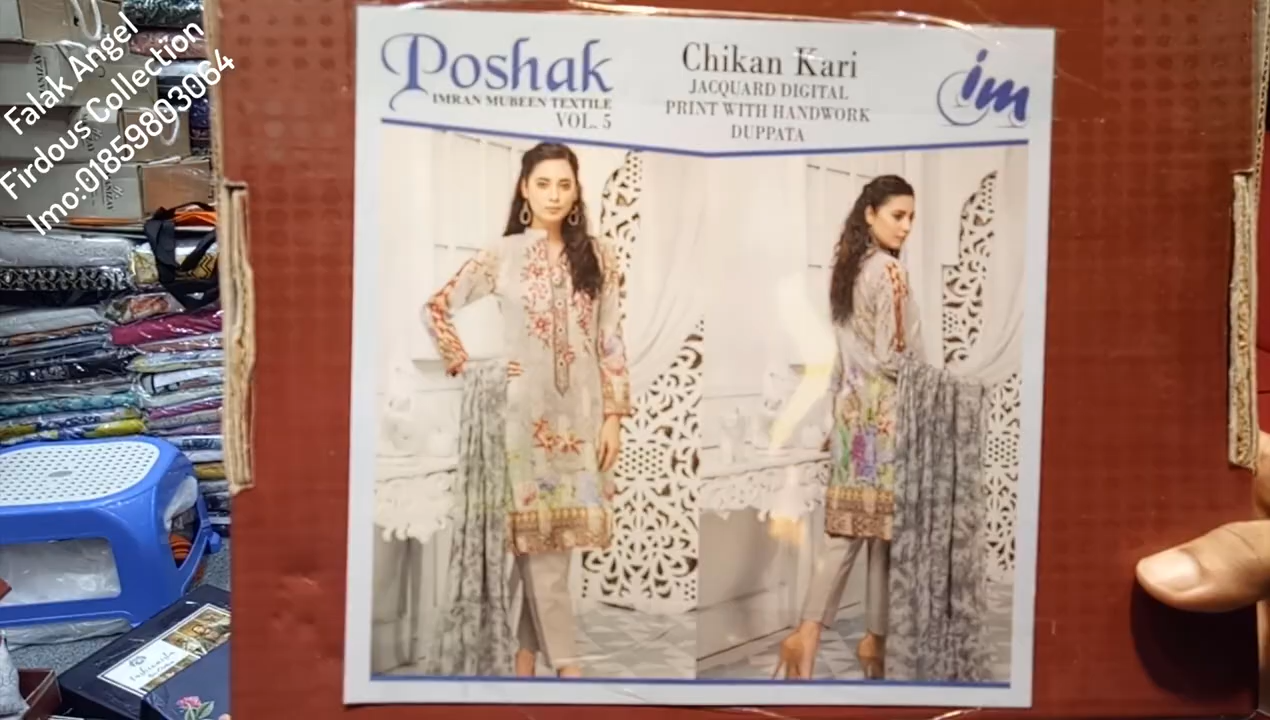 Falak Angel
Firdous Collection
Imo:01859803064
Poshak
IMRAN MUBEEN TEXTILE
VOL. 5
Chikan Kari
JACQUARD DIGITAL
PRINT WITH HANDWORK
DUPPATA
im